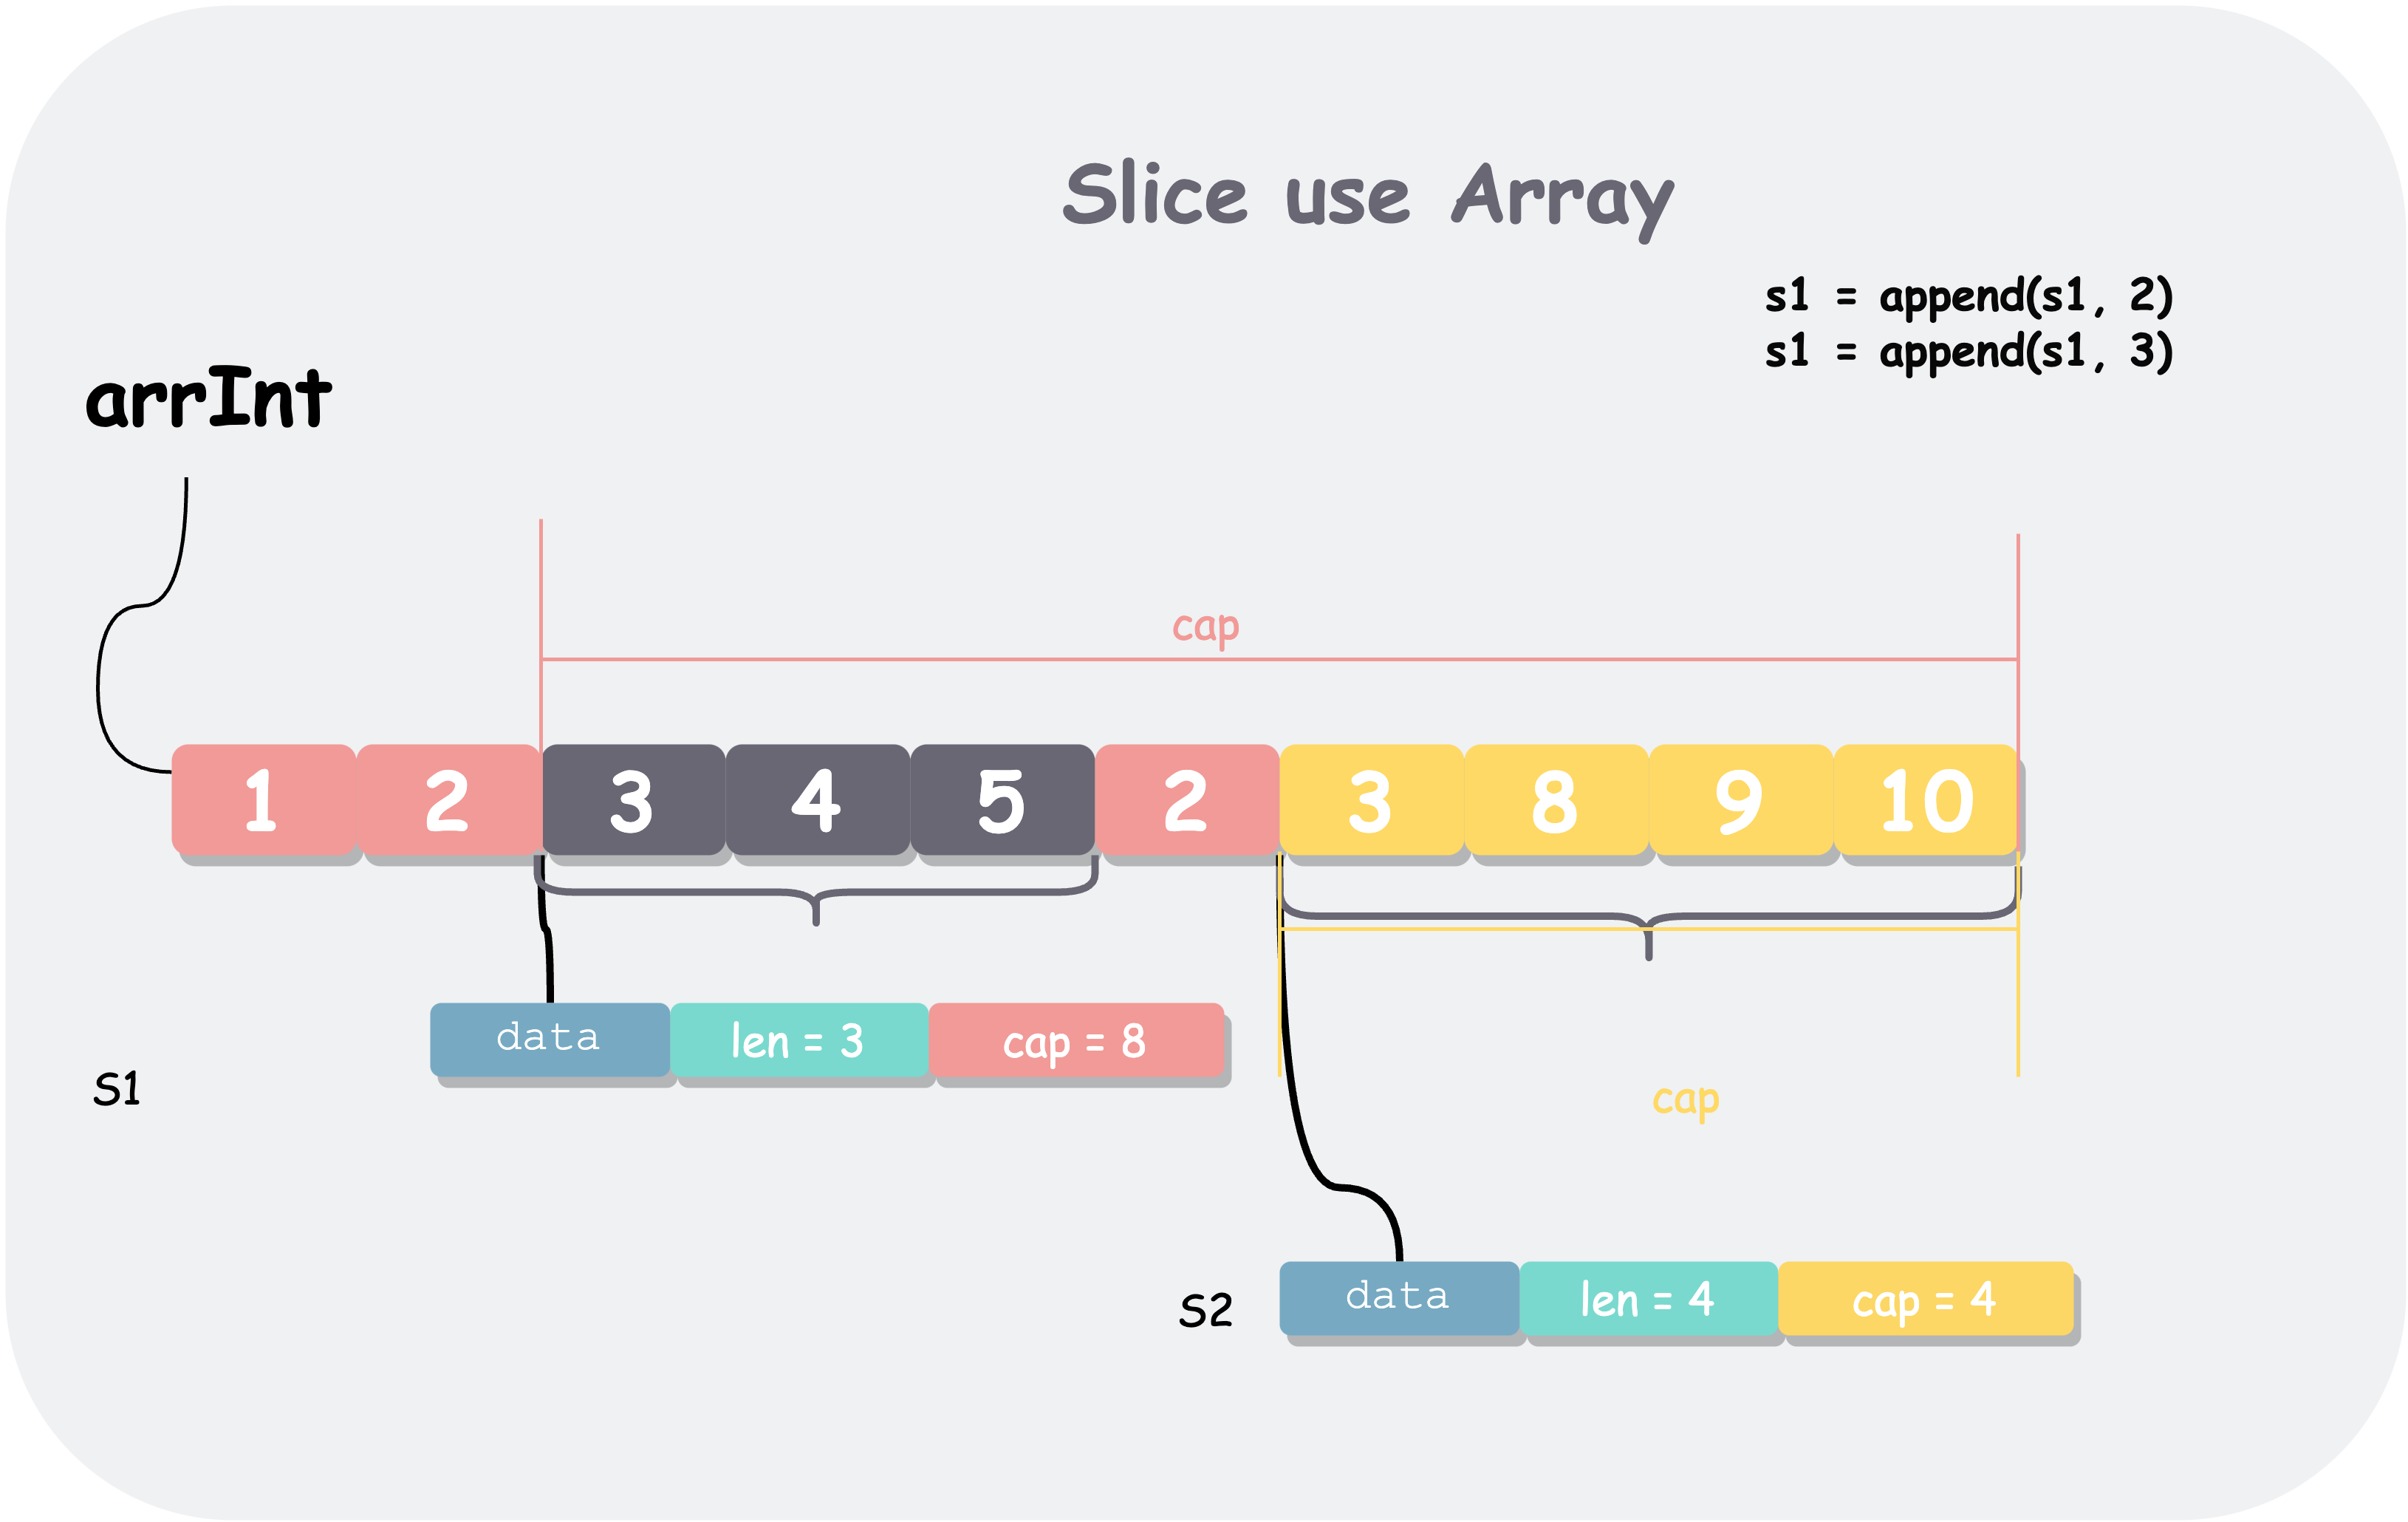 Slice use Array
s1 = append(s1, 2)
s1 = append(s1, 3)
arrInt
cap
1 2 3 4 5 2 3 8 9 10
data len = 3 cap = 8
S1
cap
data len = 4 cap = 4
S2